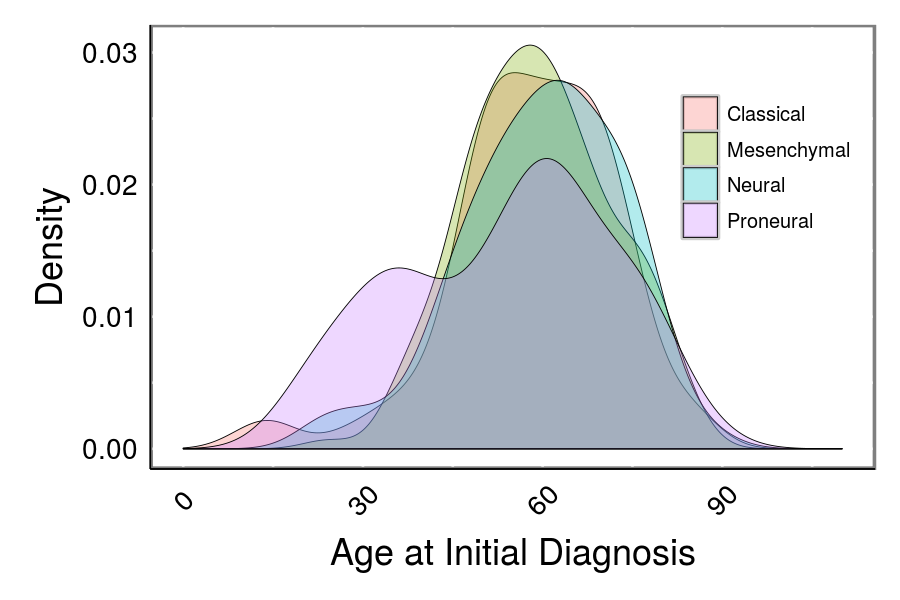 0.03
0.02
0.01
0.00
Density
0
30
60
90
Age at Initial Diagnosis
Classical
Mesenchymal
Neural
Proneural